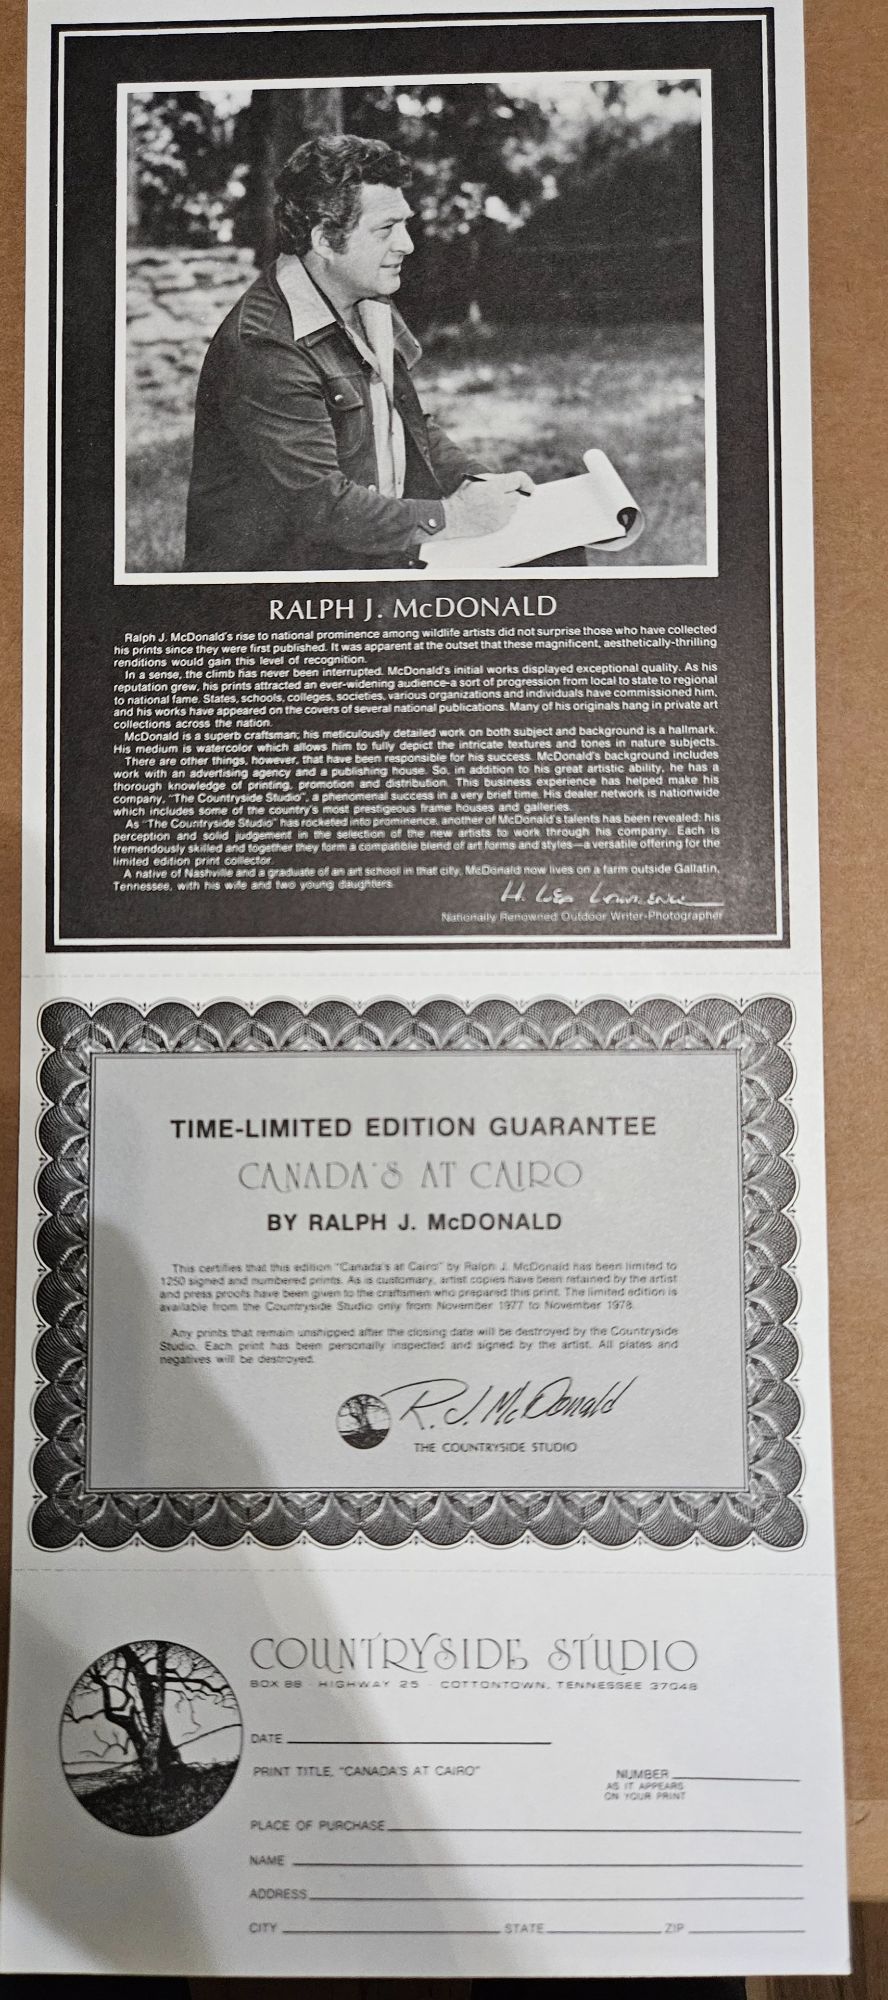 RALPH J. McDONALD
Ralph J. McDonald's rise to national prominence among wildlife artists did not surprise those who have collected
his prints since they were first published. It was apparent at the outset that these magnificent, aesthetically-thrilling
renditions would gain this level of recognition.
In a sense, the climb has never been interrupted. McDonald's initial works displayed exceptional quality. As his
reputation grew, his prints attracted an ever-widening audience-a sort of progression from local to state to regional
to national fame. States, schools, colleges, societies, various organizations and individuals have commissioned him,
and his works have appeared on the covers of several national publications. Many of his originals hang in private art
collections across the nation.
McDonald is a superb craftsman; his meticulously detailed work on both subject and background is a hallmark.
His medium is watercolor which allows him to fully depict the intricate textures and tones in nature subjects.
There are other things, however, that have been responsible for his success. McDonald's background includes
work with an advertising agency and a publishing house. So, in addition to his great artistic ability, he has a
thorough knowledge of printing, promotion and distribution. This business experience has helped make his
company, "The Countryside Studio", a phenomenal success in a very brief time. His dealer network is nationwide
which includes some of the country's most prestigeous frame houses and galleries.
As "The Countryside Studio" has rocketed into prominence, another of McDonald's talents has been revealed: his
perception and solid judgement in the selection of the new artists to work through his company. Each is
tremendously skilled and together they form a compatible blend of art forms and styles—a versatile offering for the
limited edition print collector.
A native of Nashville and a graduate of an art school in that city, McDonald now lives on a farm outside Gallatin,
Tennessee, with his wife and two young daughters.
H. Lea Lawrence
Nationally Renowned Outdoor Writer-Photographer
TIME-LIMITED EDITION GUARANTEE
CANADA'S AT CAIRO
BY RALPH J. McDONALD
This certifies that this edition "Canada's at Cairo" by Ralph J. McDonald has been limited to
1250 signed and numbered prints. As is customary, artist copies have been retained by the artist
and press proofs have been given to the craftsmen who prepared this print. The limited edition is
available from the Countryside Studio only from November 1977 to November 1978.
Any prints that remain unshipped after the closing date will be destroyed by the Countryside
Studio. Each print has been personally inspected and signed by the artist. All plates and
negatives will be destroyed.
R. J. McDonald
THE COUNTRYSIDE STUDIO
COUNTRYSIDE STUDIO
BOX 88 · HIGHWAY 25 · COTTONTOWN, TENNESSEE 37048
DATE
PRINT TITLE, "CANADA'S AT CAIRO" NUMBER
AS IT APPEARS
ON YOUR PRINT
PLACE OF PURCHASE
NAME
ADDRESS
CITY STATE ZIP